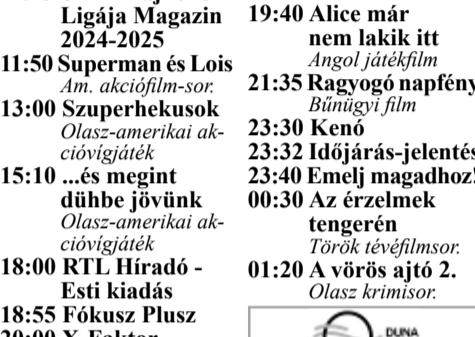 Ligája Magazin
2024-2025
11:50 Superman és Lois
Am. akciófilm-sor.
13:00 Szuperhekusok
Olasz-amerikai ak-
cióvígjáték
15:10 ...és megint
dühbe jövünk
Olasz-amerikai ak-
cióvígjáték
18:00 RTL Híradó -
Esti kiadás
18:55 Fókusz Plusz
20:00 X-Faktor
19:40 Alice már
nem lakik itt
Angol játékfilm
21:35 Ragyogó napfény
Bűnügyi film
23:30 Kenó
23:32 Időjárás-jelentés
23:40 Emelj magadhoz!
00:30 Az érzelmek
tengerén
Török tévéfilmsor.
01:20 A vörös ajtó 2.
Olasz krimisor.
DUNA